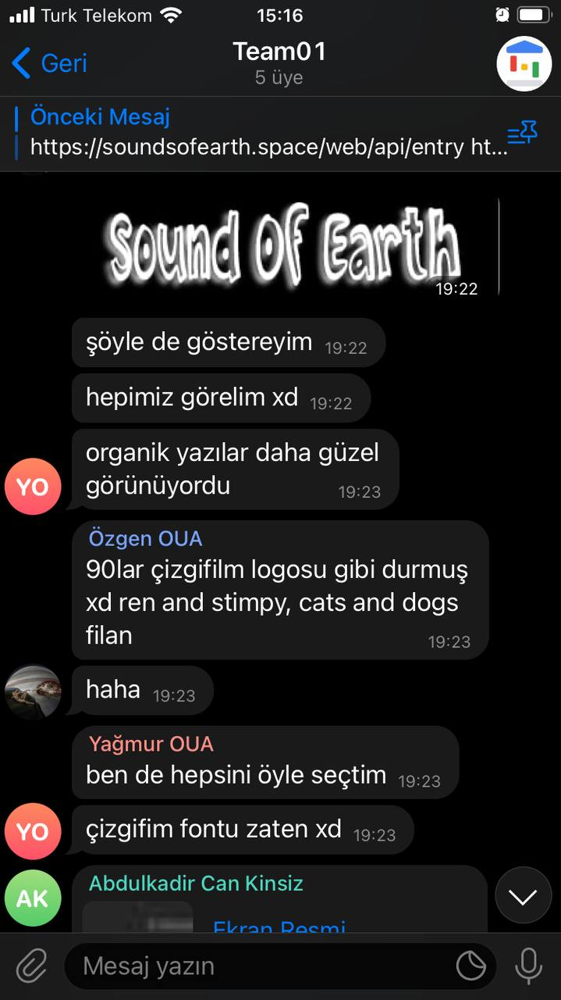 Turk Telekom 15:16
Geri
Team01
5 üye
Önceki Mesaj
https://soundsofearth.space/web/api/entry ht...
Sound Of Earth
19:22
şöyle de göstereyim 19:22
hepimiz görelim xd 19:22
organik yazılar daha güzel
görünüyordu 19:23
YO
Özgen OUA
90lar çizgifilm logosu gibi durmuş
xd ren and stimpy, cats and dogs
filan 19:23
haha 19:23
Yağmur OUA
ben de hepsini öyle seçtim 19:23
YO
çizgifim fontu zaten xd 19:23
AK
Abdulkadir Can Kinsiz
Ekran Resmi
Mesaj yazın